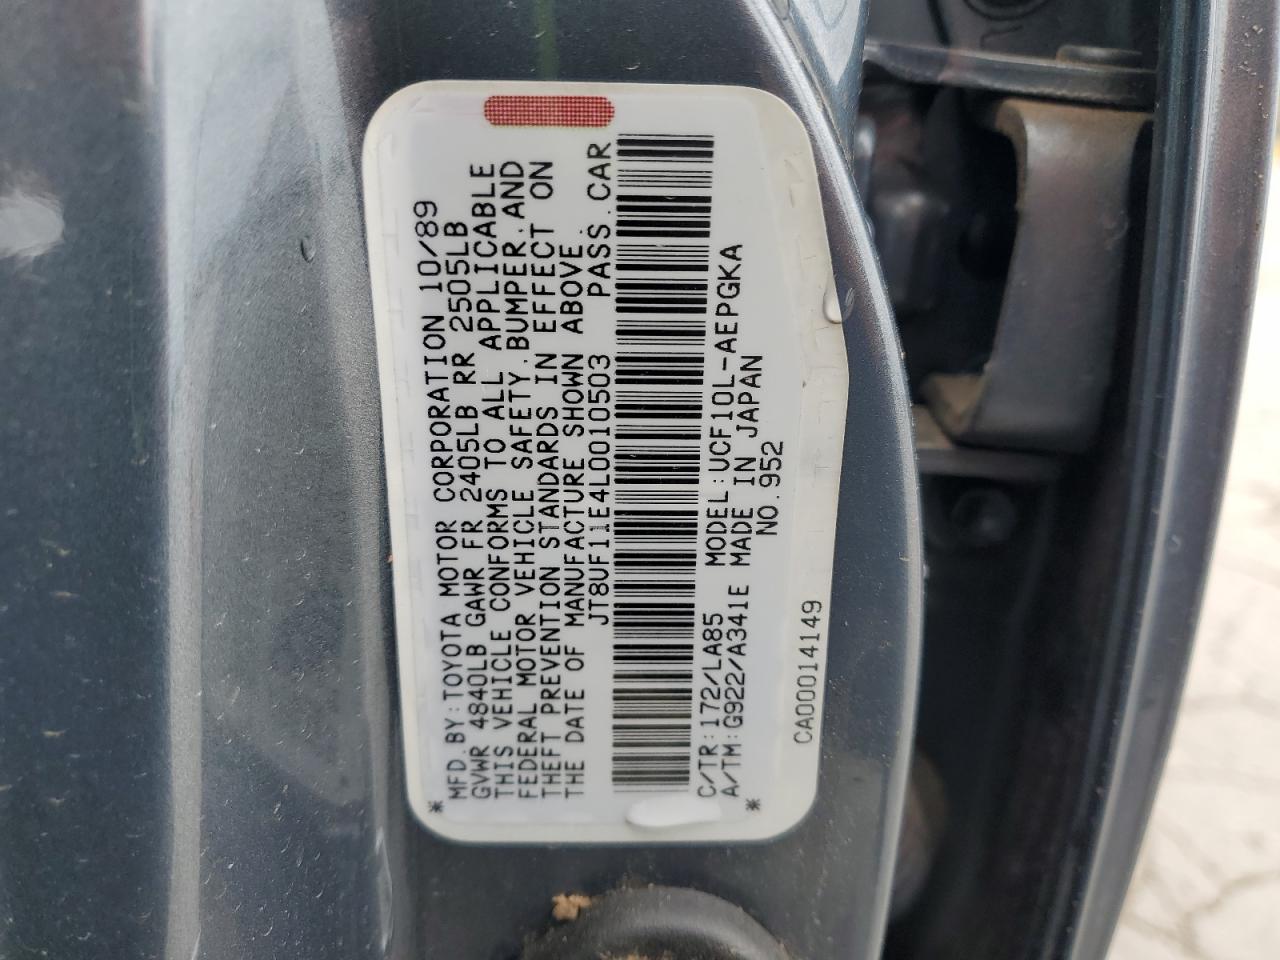 MFD. BY: TOYOTA MOTOR CORPORATION 10/89
GVWR 4840LB GAWR FR 2405LB RR 2505LB
THIS VEHICLE CONFORMS TO ALL APPLICABLE
FEDERAL MOTOR VEHICLE SAFETY. BUMPER. AND
THEFT PREVENTION STANDARDS IN EFFECT ON
THE DATE OF MANUFACTURE SHOWN ABOVE.
JT8UF11E4L0010503 PASS. CAR
C/TR: 172/LA85 MODEL: UCF10L-AEPGKA
A/TM: G922/A341E MADE IN JAPAN
* NO. 952 *
CA00014149